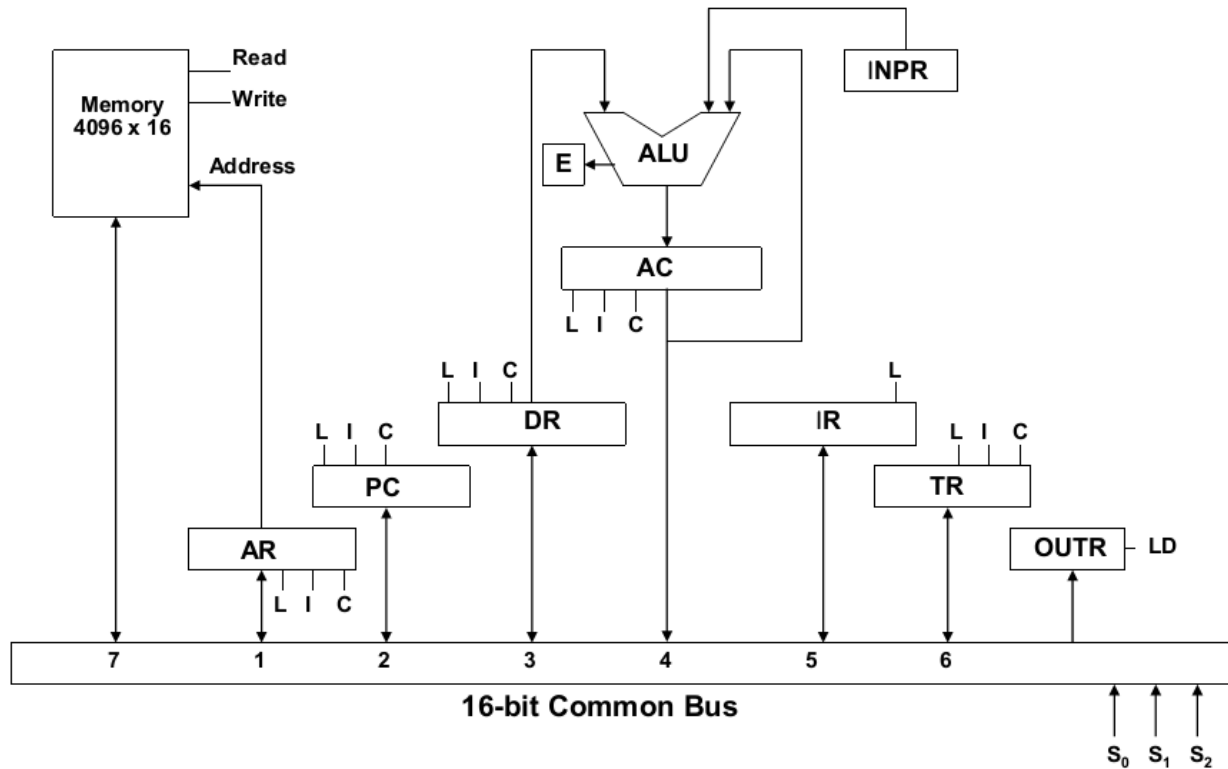 Read
INPR
Memory
4096 x 16
Write
ALU
E
Address
AC
L I C
L I C
L
DR
IR
L I C
L I C
PC
TR
AR
OUTR
LD
L I C
7 1 2 3 4 5 6
16-bit Common Bus
S0 S1 S2